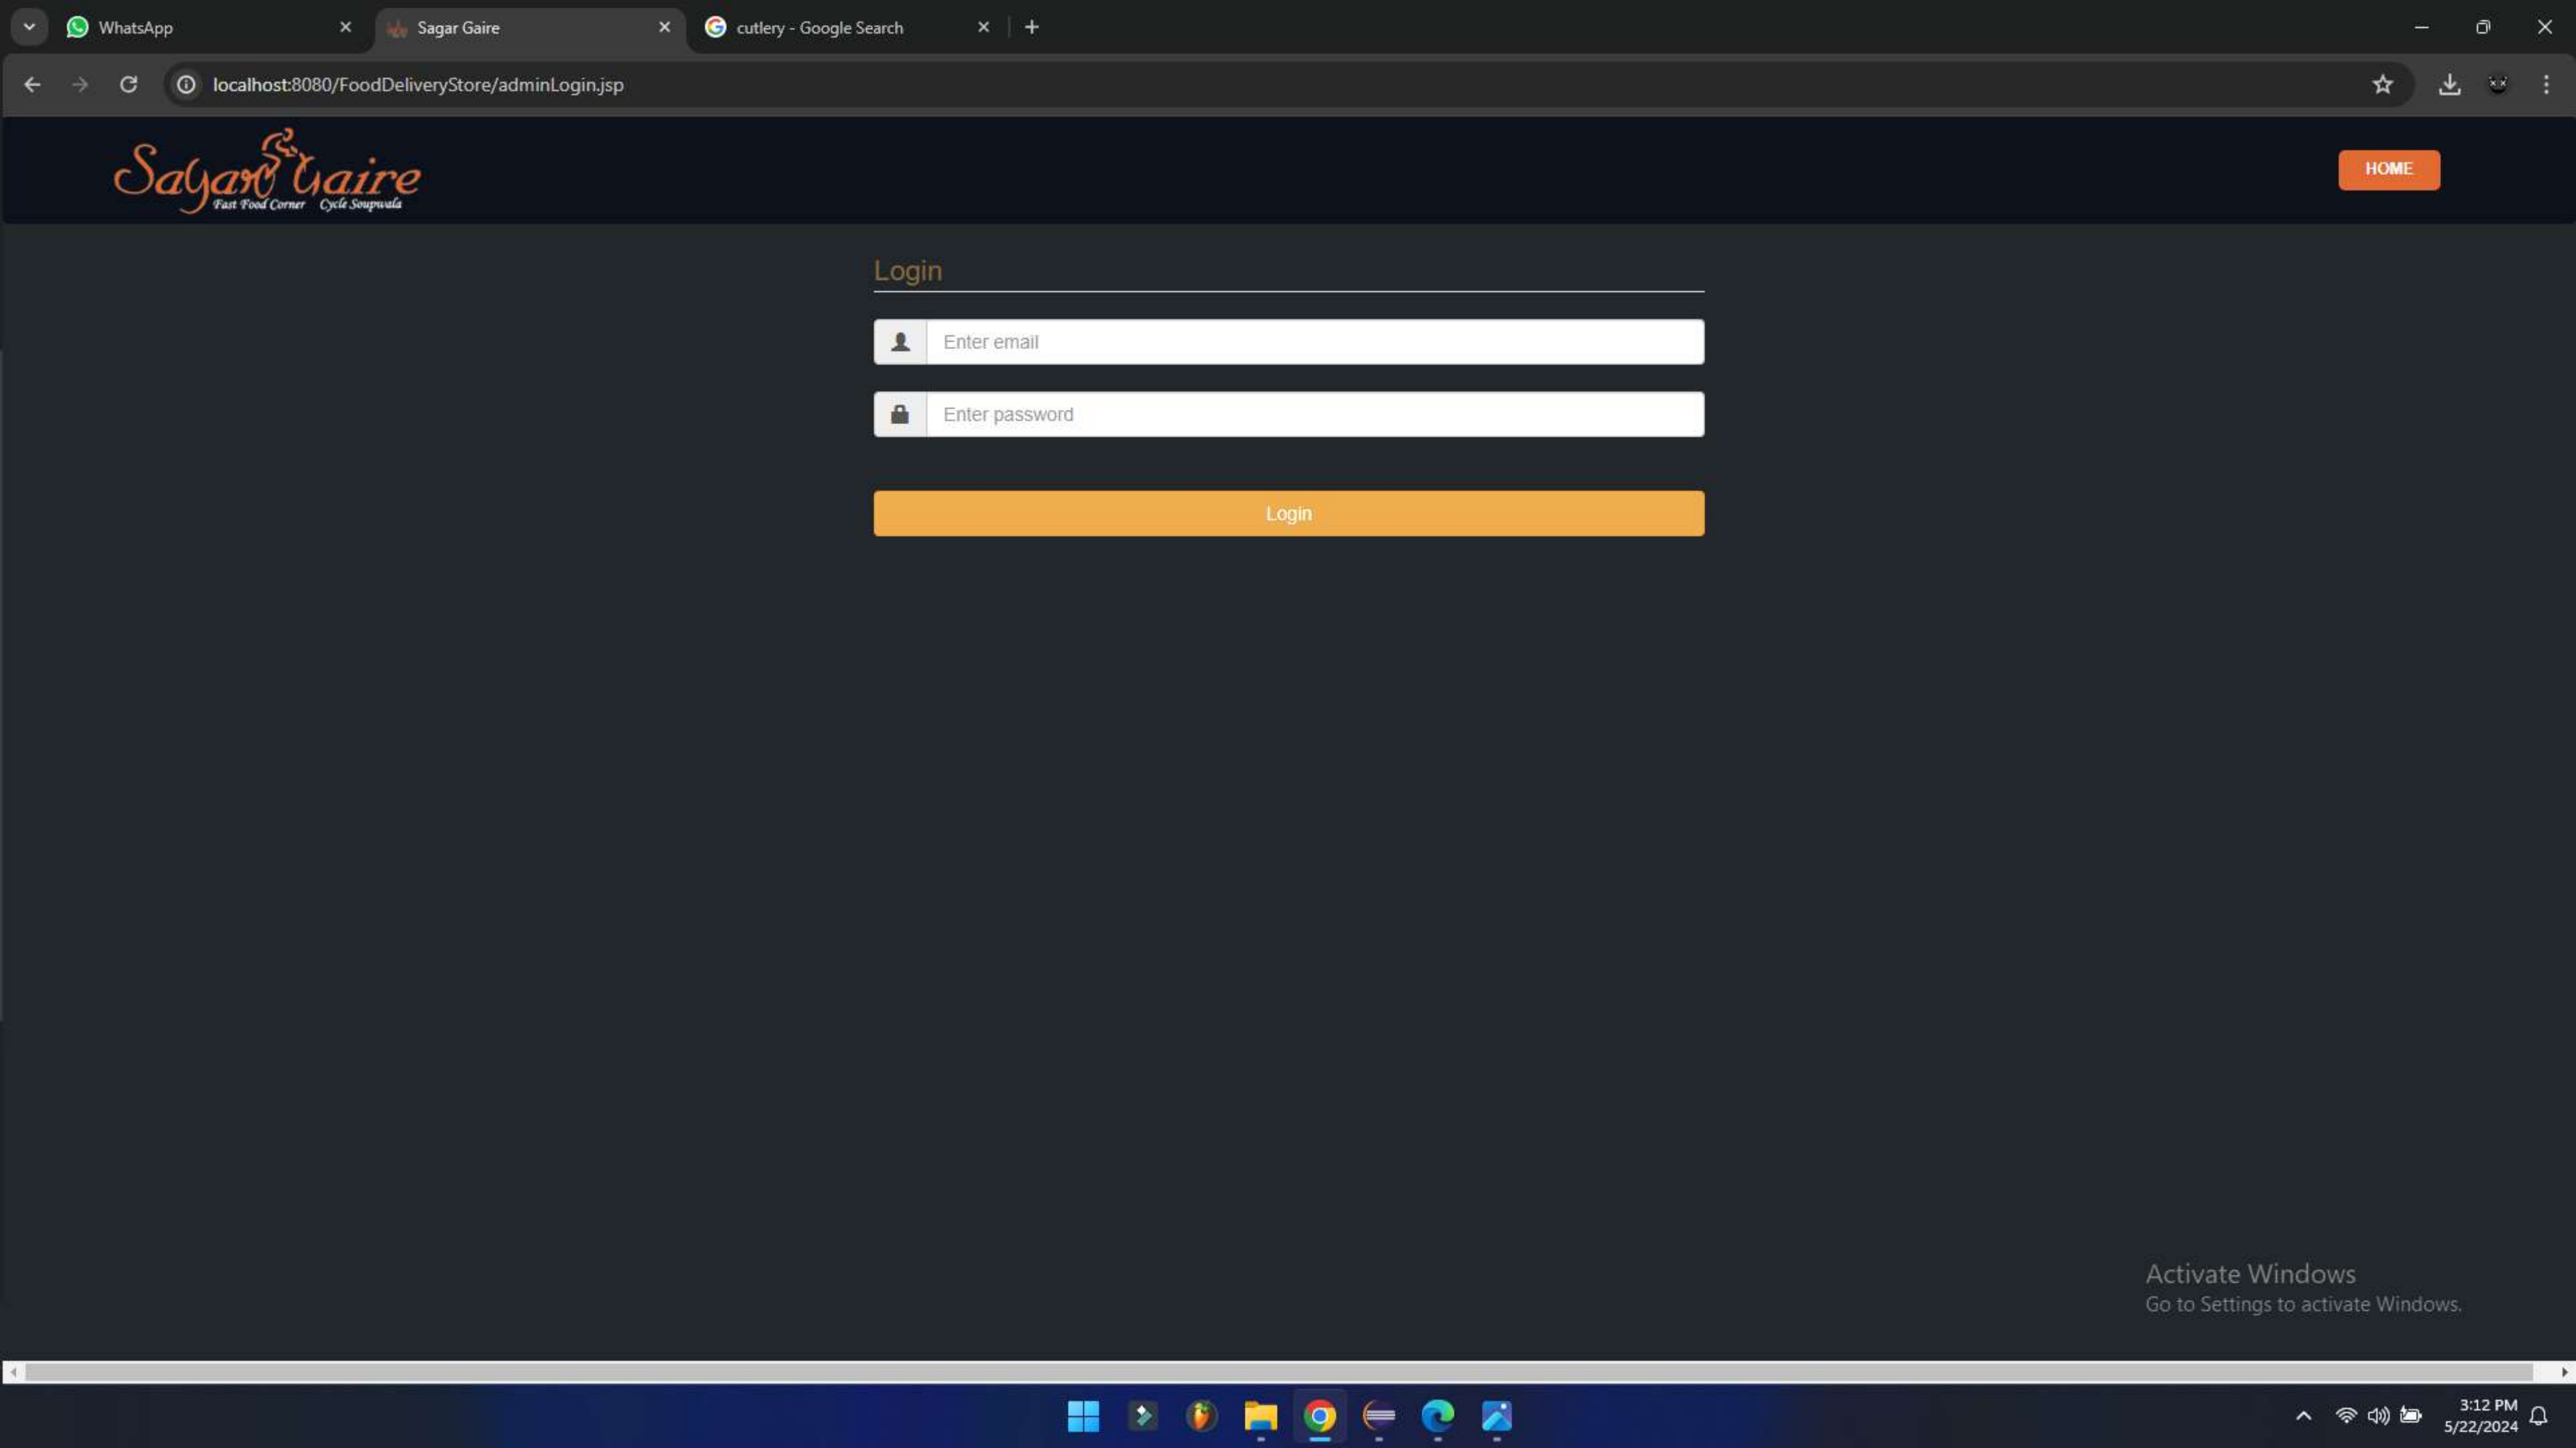 WhatsApp
Sagar Gaire
cutlery - Google Search
localhost:8080/FoodDeliveryStore/adminLogin.jsp
Sagar Gaire
Fast Food Corner Cycle Soupwala
HOME
Login
Enter email
Enter password
Login
Activate Windows
Go to Settings to activate Windows.
3:12 PM
5/22/2024